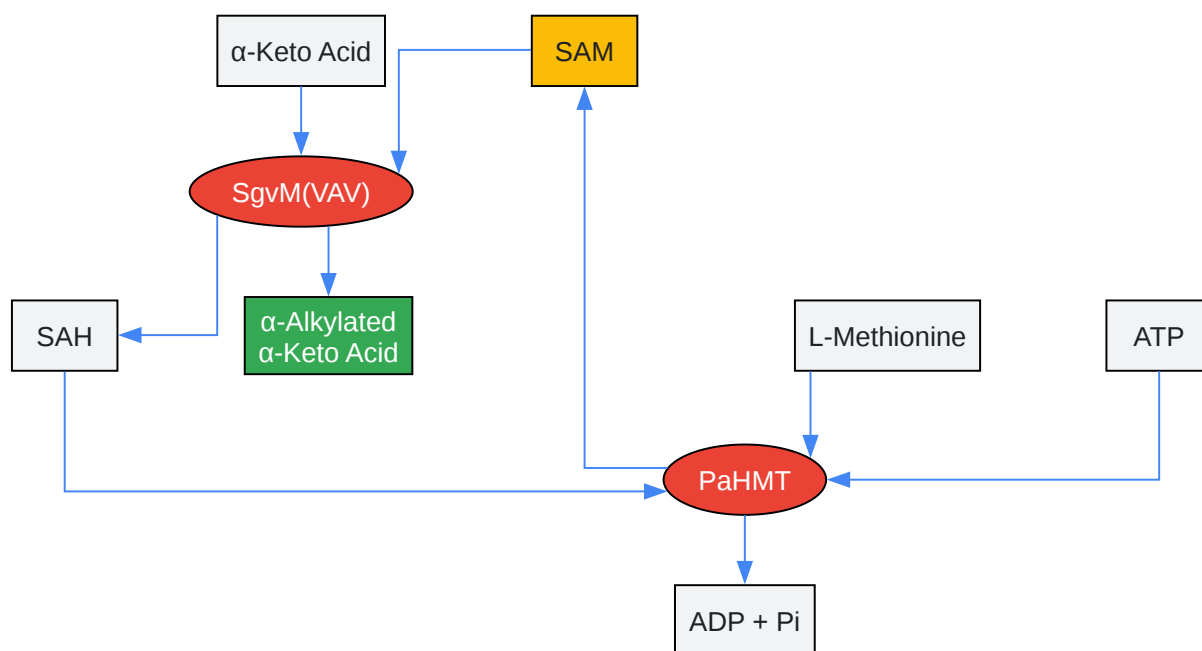 α-Keto Acid
SAM
SgvM(VAV)
SAH
α-Alkylated
α-Keto Acid
L-Methionine
ATP
PaHMT
ADP + Pi